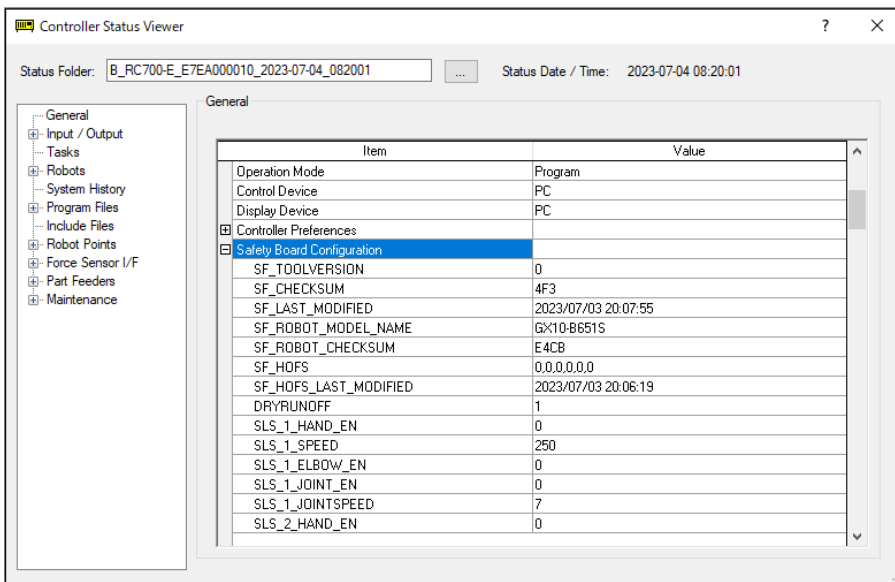 Controller Status Viewer ? ×
Status Folder: B_RC700-E_E7EA000010_2023-07-04_082001 ... Status Date / Time: 2023-07-04 08:20:01
General
Input / Output
Tasks
Robots
System History
Program Files
Include Files
Robot Points
Force Sensor I/F
Part Feeders
Maintenance
General
Item Value
Operation Mode Program
Control Device PC
Display Device PC
Controller Preferences
Safety Board Configuration
SF_TOOLVERSION 0
SF_CHECKSUM 4F3
SF_LAST_MODIFIED 2023/07/03 20:07:55
SF_ROBOT_MODEL_NAME GX10-B651S
SF_ROBOT_CHECKSUM E4CB
SF_HOFS 0,0,0,0,0,0
SF_HOFS_LAST_MODIFIED 2023/07/03 20:06:19
DRYRUNOFF 1
SLS_1_HAND_EN 0
SLS_1_SPEED 250
SLS_1_ELBOW_EN 0
SLS_1_JOINT_EN 0
SLS_1_JOINTSPEED 7
SLS_2_HAND_EN 0